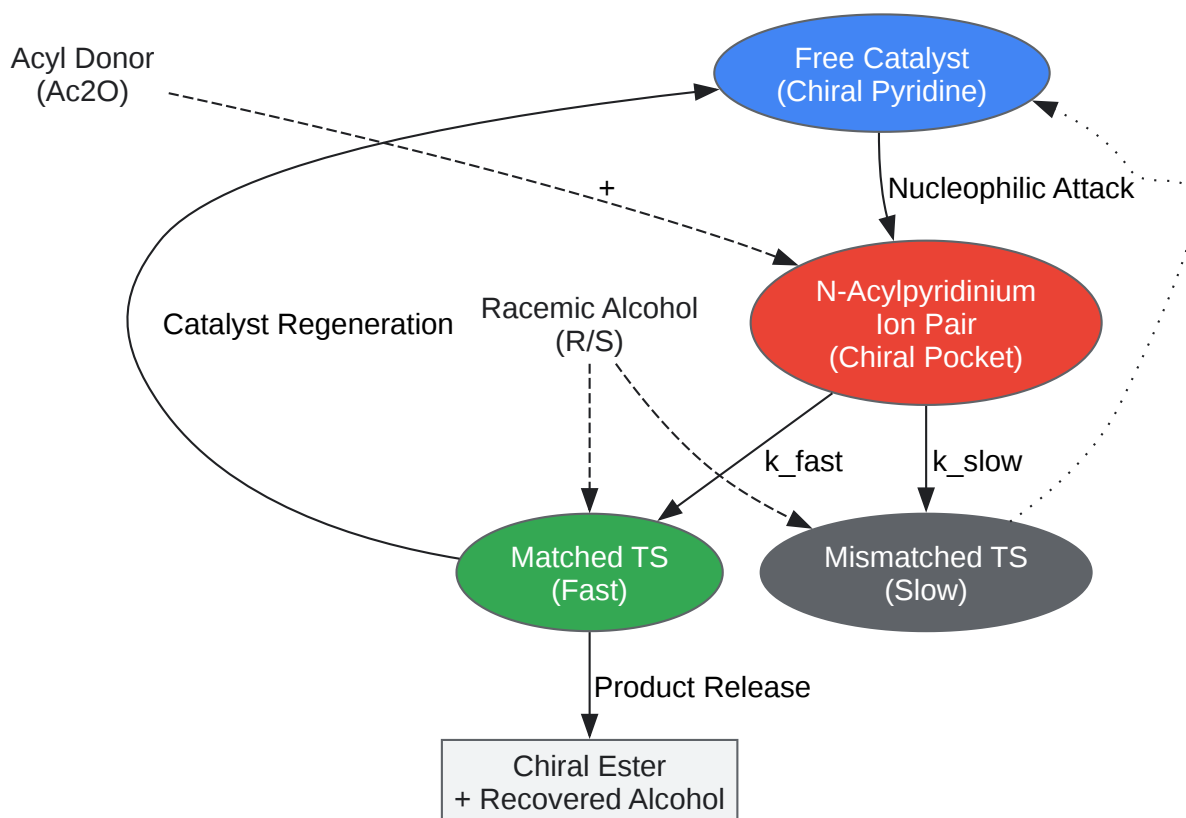 Acyl Donor
(Ac2O)
Free Catalyst
(Chiral Pyridine)
+
Nucleophilic Attack
N-Acylpyridinium
Ion Pair
(Chiral Pocket)
Racemic Alcohol
(R/S)
Catalyst Regeneration
k_fast
k_slow
Matched TS
(Fast)
Mismatched TS
(Slow)
Product Release
Chiral Ester
+ Recovered Alcohol